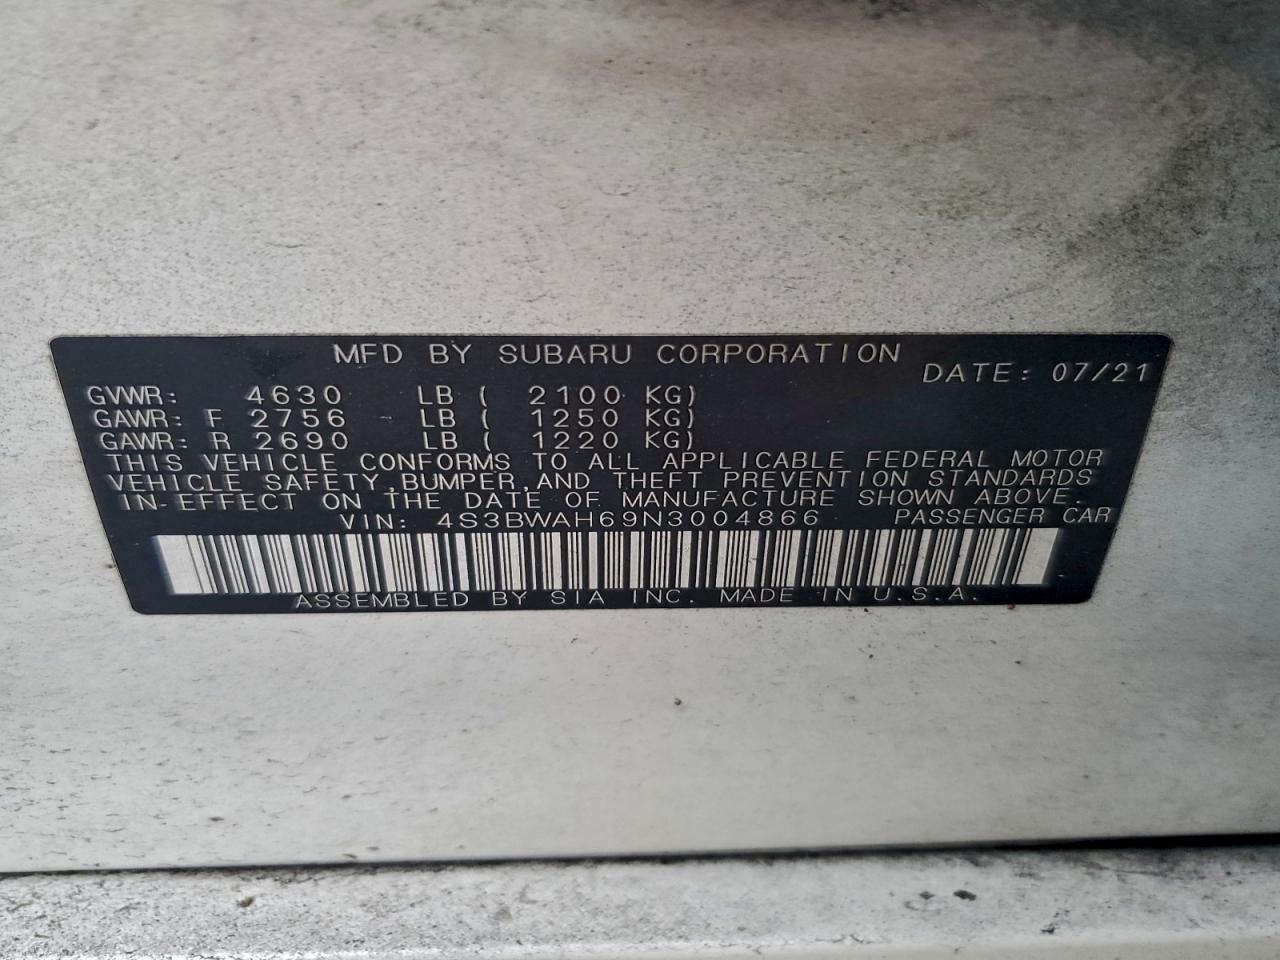 MFD BY SUBARU CORPORATION
DATE: 07/21
GVWR: 4630 LB ( 2100 KG)
GAWR: F 2756 LB ( 1250 KG)
GAWR: R 2690 LB ( 1220 KG)
THIS VEHICLE CONFORMS TO ALL APPLICABLE FEDERAL MOTOR
VEHICLE SAFETY, BUMPER, AND THEFT PREVENTION STANDARDS
IN EFFECT ON THE DATE OF MANUFACTURE SHOWN ABOVE.
VIN: 4S3BWAH69N3004866 PASSENGER CAR
ASSEMBLED BY SIA INC. MADE IN U.S.A.